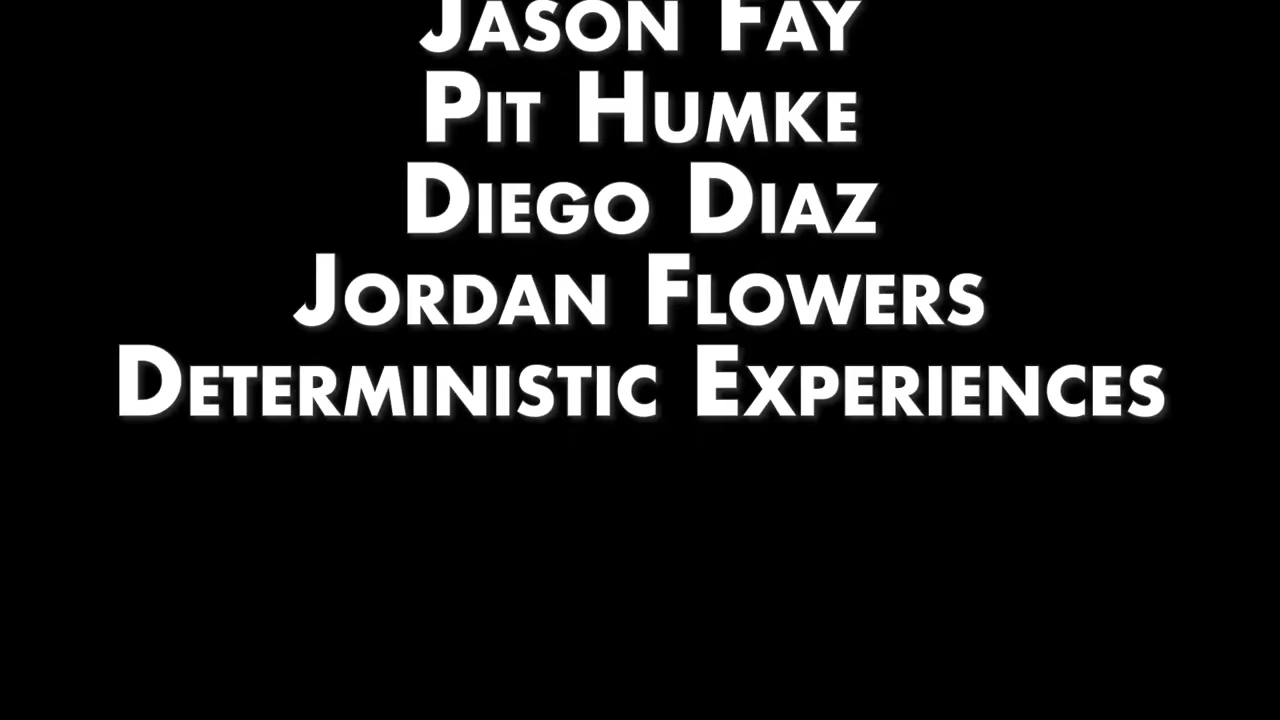 Jason Fay
Pit Humke
Diego Diaz
Jordan Flowers
Deterministic Experiences